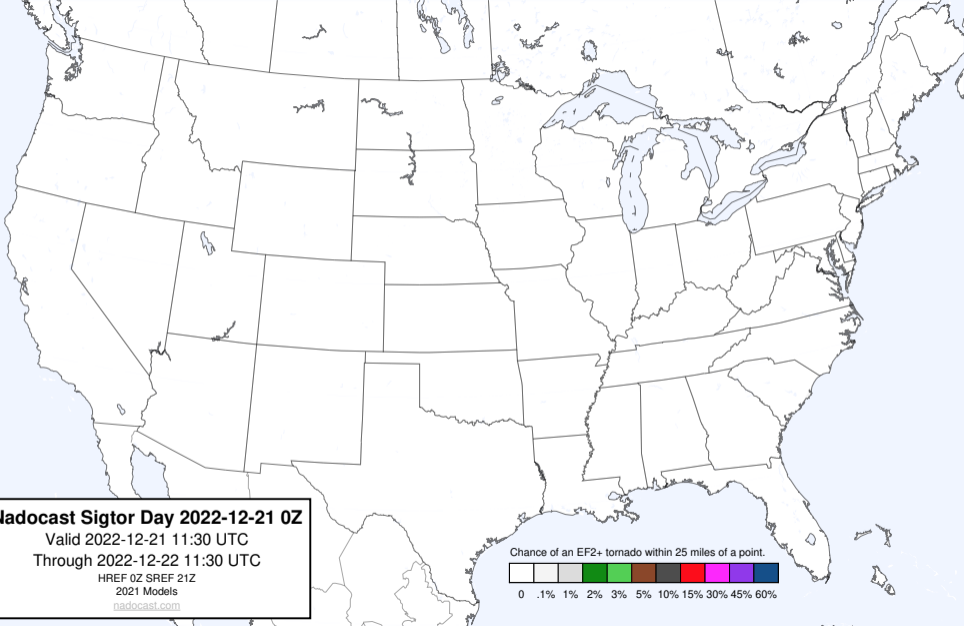 Nadocast Sigtor Day 2022-12-21 0Z
Valid 2022-12-21 11:30 UTC
Through 2022-12-22 11:30 UTC
HREF 0Z SREF 21Z
2021 Models
nadocast.com
Chance of an EF2+ tornado within 25 miles of a point.
0 .1% 1% 2% 3% 5% 10% 15% 30% 45% 60%